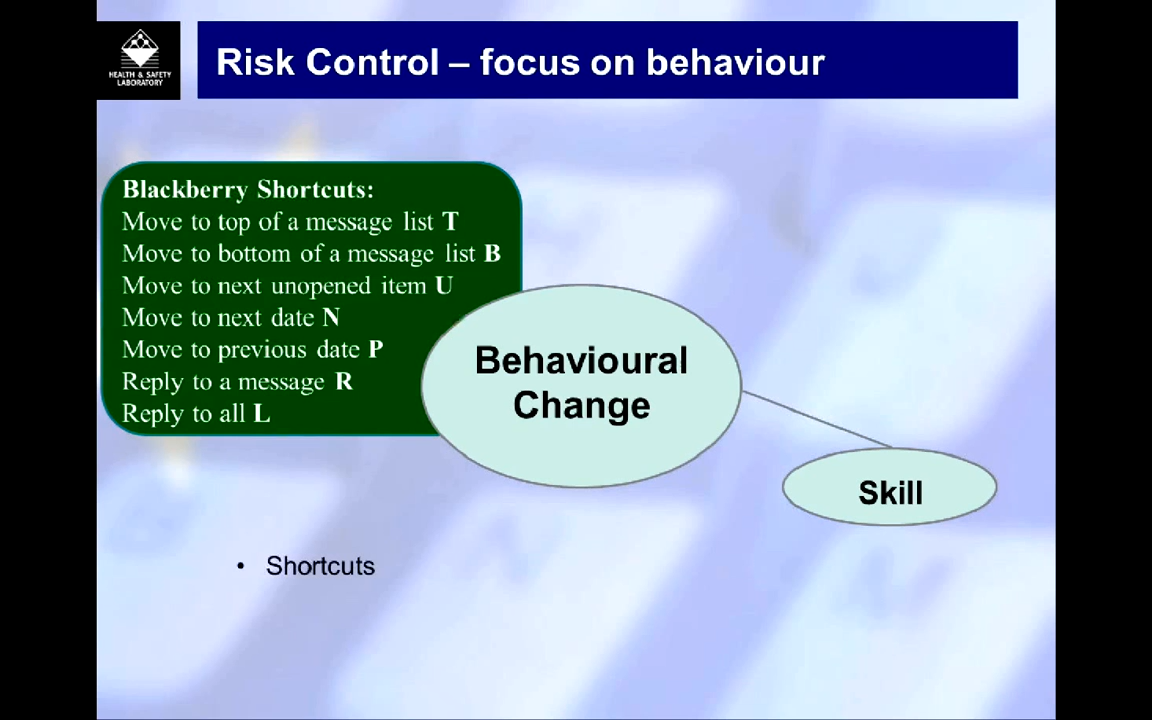 HEALTH & SAFETY
LABORATORY
Risk Control – focus on behaviour
Blackberry Shortcuts:
Move to top of a message list T
Move to bottom of a message list B
Move to next unopened item U
Move to next date N
Move to previous date P
Reply to a message R
Reply to all L
Behavioural
Change
Skill
• Shortcuts